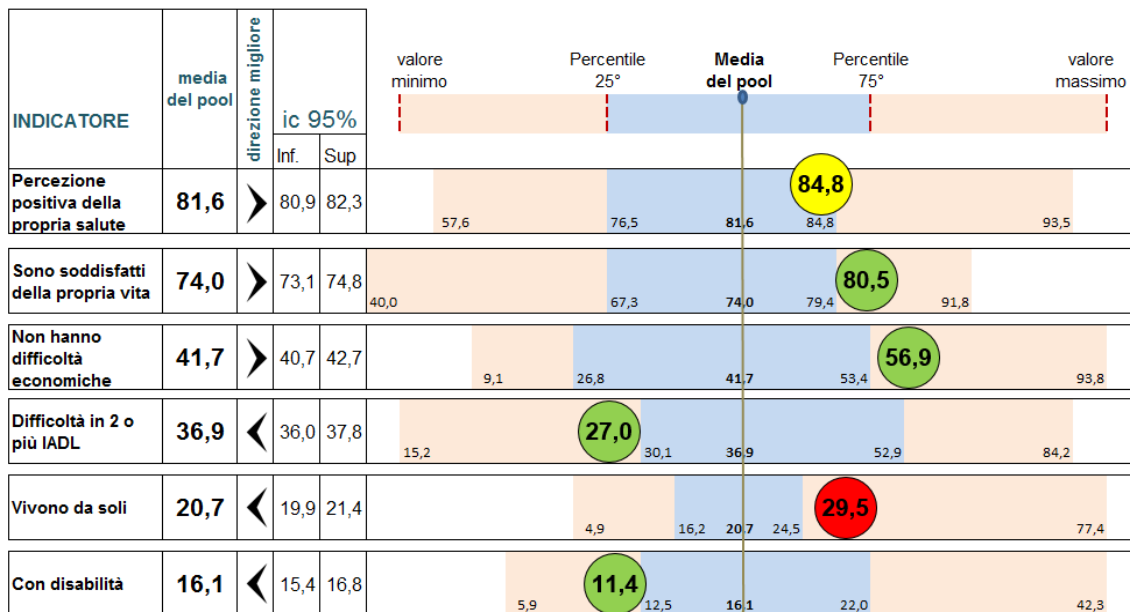 INDICATORE
media
del pool
direzione migliore
ic 95%
Inf. Sup
valore
minimo
Percentile
25°
Media
del pool
Percentile
75°
valore
massimo
Percezione
positiva della
propria salute
81,6 80,9 82,3
84,8
57,6 76,5 81,6 84,8 93,5
Sono soddisfatti
della propria vita
74,0 73,1 74,8
80,5
40,0 67,3 74,0 79,4 91,8
Non hanno
difficoltà
economiche
41,7 40,7 42,7
56,9
9,1 26,8 41,7 53,4 93,8
Difficoltà in 2 o
più IADL
36,9 36,0 37,8
27,0
15,2 30,1 36,9 52,9 84,2
Vivono da soli
20,7 19,9 21,4
29,5
4,9 16,2 20,7 24,5 77,4
Con disabilità
16,1 15,4 16,8
11,4
5,9 12,5 16,1 22,0 42,3